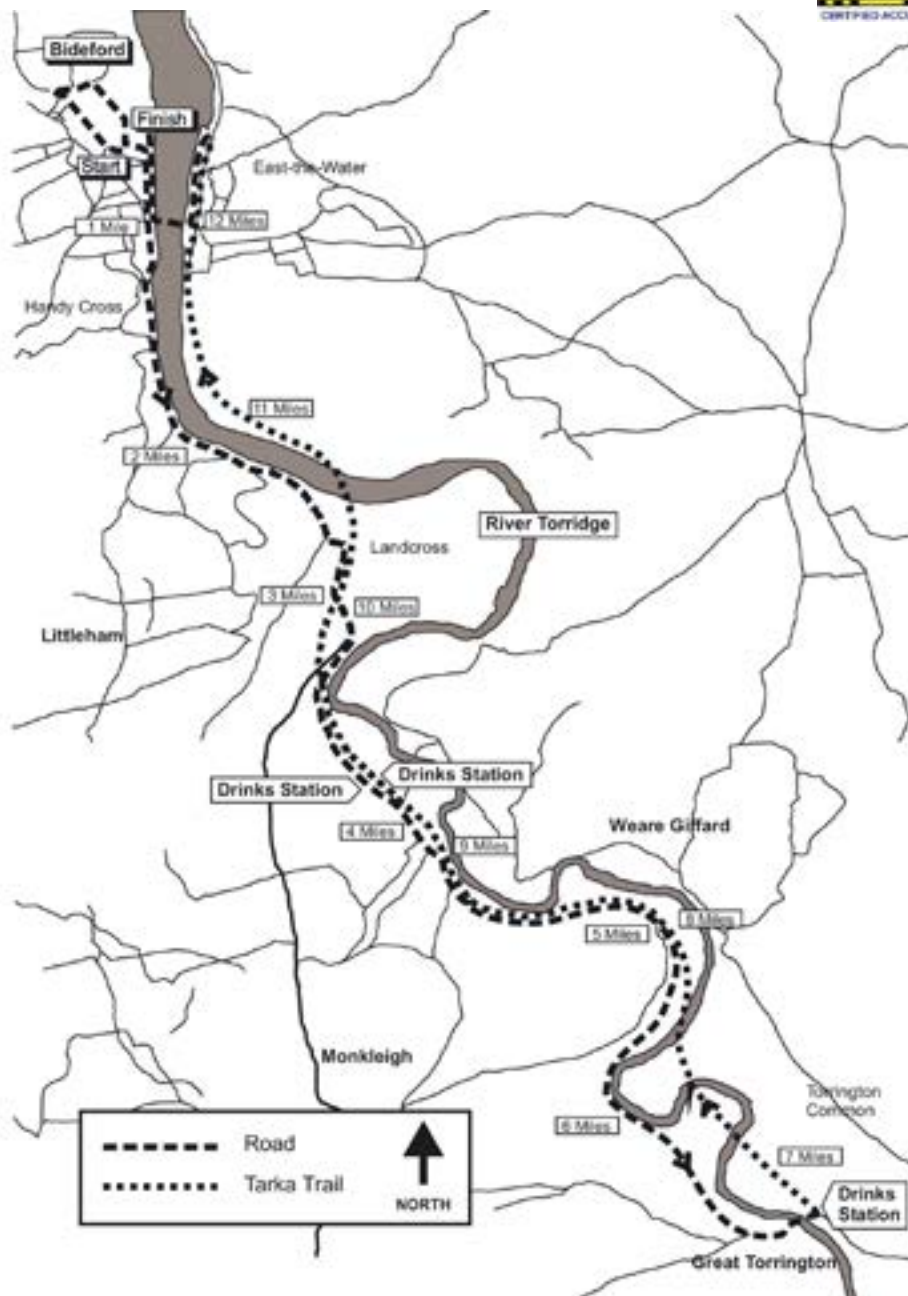 CERTIFIED ACC
Bideford
Finish
Start
East-the-Water
1 Mile
12 Miles
Handy Cross
11 Miles
2 Miles
River Torridge
Landcross
3 Miles
10 Miles
Littleham
Drinks Station
Drinks Station
4 Miles
9 Miles
Weare Giffard
8 Miles
5 Miles
Monkleigh
Torrington
Common
6 Miles
7 Miles
Road
Tarka Trail
NORTH
Drinks
Station
Great Torrington